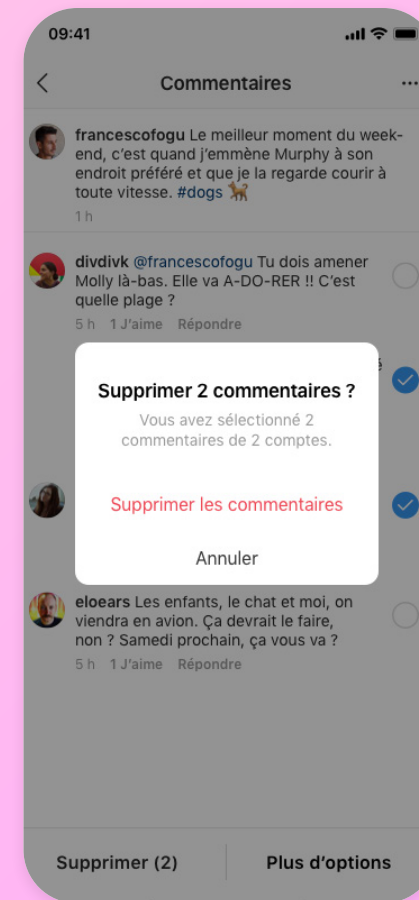 09:41
Commentaires
francescofogu Le meilleur moment du week-
end, c’est quand j’emmène Murphy à son
endroit préféré et que je la regarde courir à
toute vitesse. #dogs
1 h
divdivk @francescofogu Tu dois amener
Molly là-bas. Elle va A-DO-RER !! C’est
quelle plage ?
5 h 1 J’aime Répondre
Supprimer 2 commentaires ?
Vous avez sélectionné 2
commentaires de 2 comptes.
Supprimer les commentaires
Annuler
eloears Les enfants, le chat et moi, on
viendra en avion. Ça devrait le faire,
non ? Samedi prochain, ça vous va ?
5 h 1 J’aime Répondre
Supprimer (2)
Plus d’options